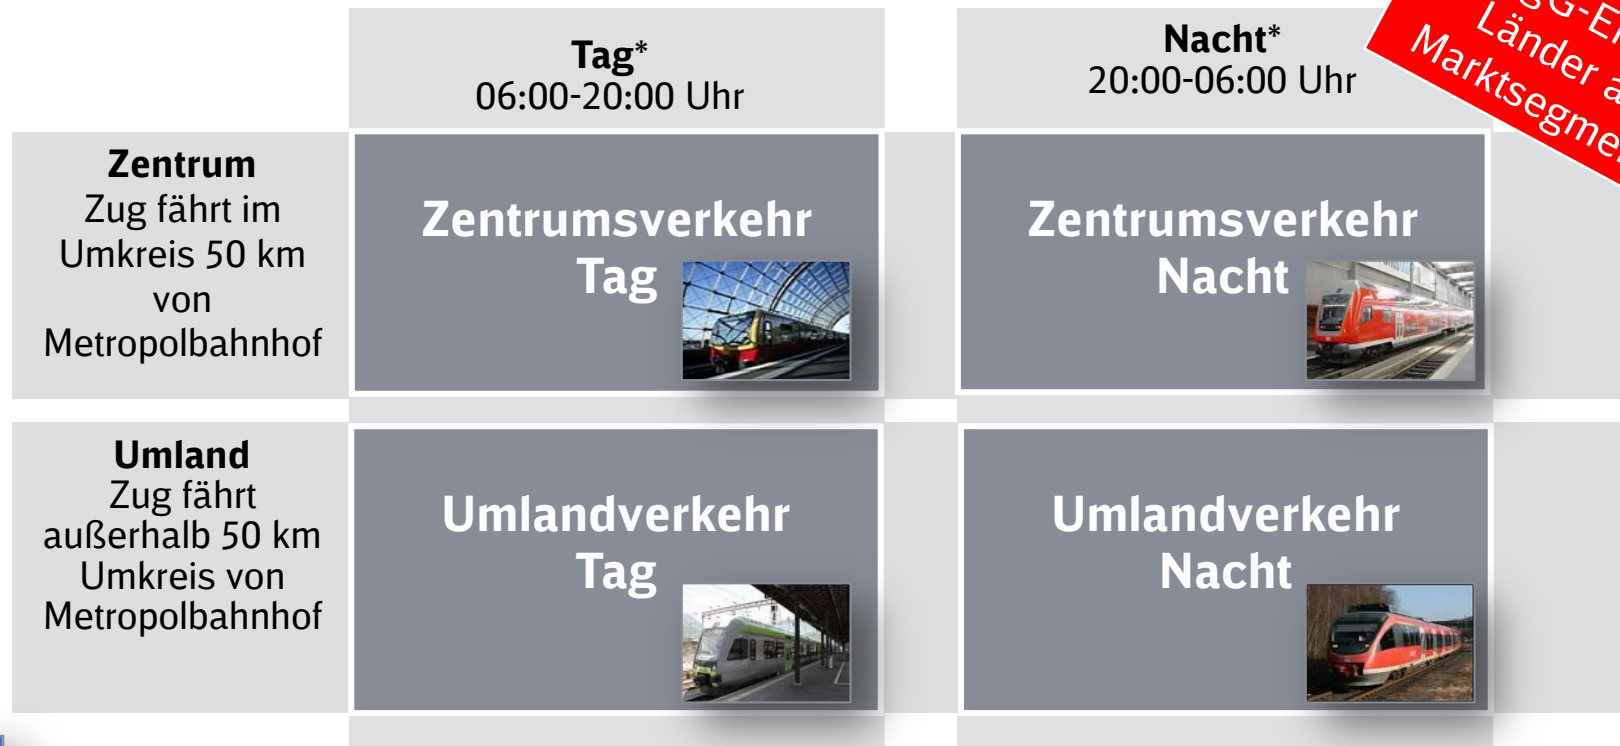 Tag*
06:00-20:00 Uhr
Nacht*
20:00-06:00 Uhr
Länder
Zentrum
Zug fährt im
Umkreis 50 km
von
Metropolbahnhof
Zentrumsverkehr
Tag
Zentrumsverkehr
Nacht
Umland
Zug fährt
außerhalb 50 km
Umkreis von
Metropolbahnhof
Umlandverkehr
Tag
Umlandverkehr
Nacht